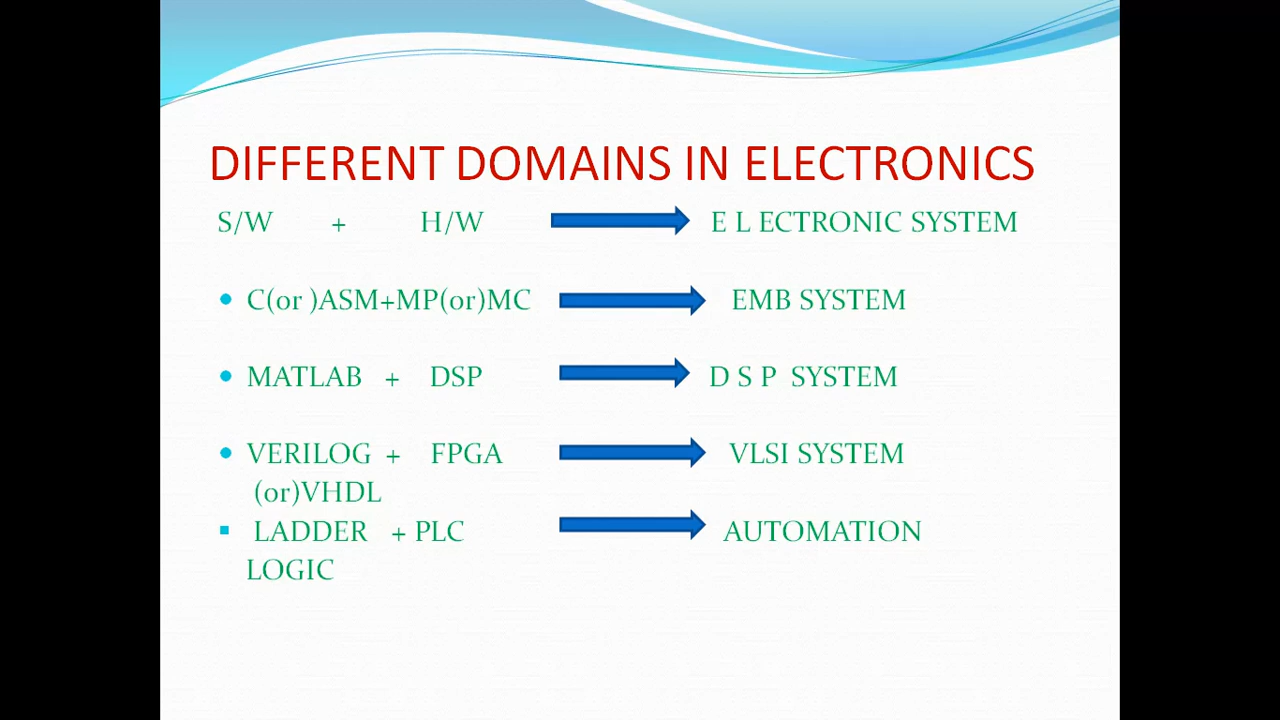 DIFFERENT DOMAINS IN ELECTRONICS
S/W + H/W E L ECTRONIC SYSTEM
C(or )ASM+MP(or)MC EMB SYSTEM
MATLAB + DSP D S P SYSTEM
VERILOG + FPGA VLSI SYSTEM
(or)VHDL
LADDER + PLC AUTOMATION
LOGIC